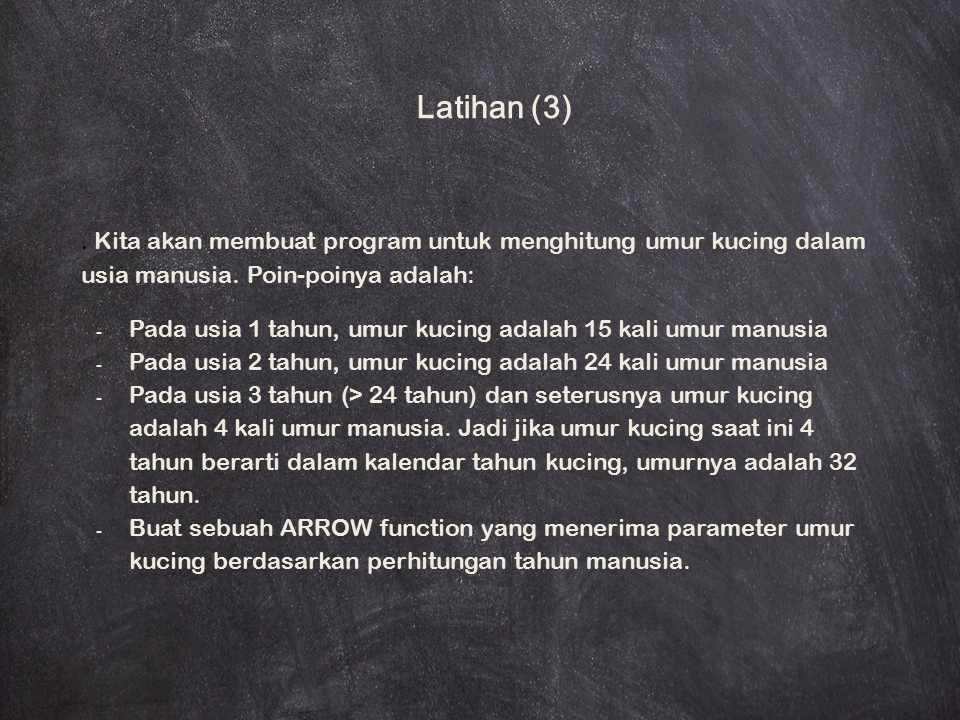 Latihan (3)
. Kita akan membuat program untuk menghitung umur kucing dalam
usia manusia. Poin-poinya adalah:
- Pada usia 1 tahun, umur kucing adalah 15 kali umur manusia
- Pada usia 2 tahun, umur kucing adalah 24 kali umur manusia
- Pada usia 3 tahun (> 24 tahun) dan seterusnya umur kucing
adalah 4 kali umur manusia. Jadi jika umur kucing saat ini 4
tahun berarti dalam kalendar tahun kucing, umurnya adalah 32
tahun.
- Buat sebuah ARROW function yang menerima parameter umur
kucing berdasarkan perhitungan tahun manusia.